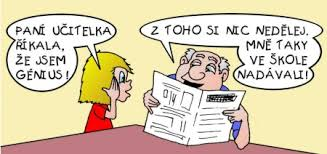 PANÍ UČITELKA
ŘÍKALA,
ŽE JSEM
GÉNIUS!
Z TOHO SI NIC NEDĚLEJ.
MNĚ TAKY
VE ŠKOLE
NADÁVALI!